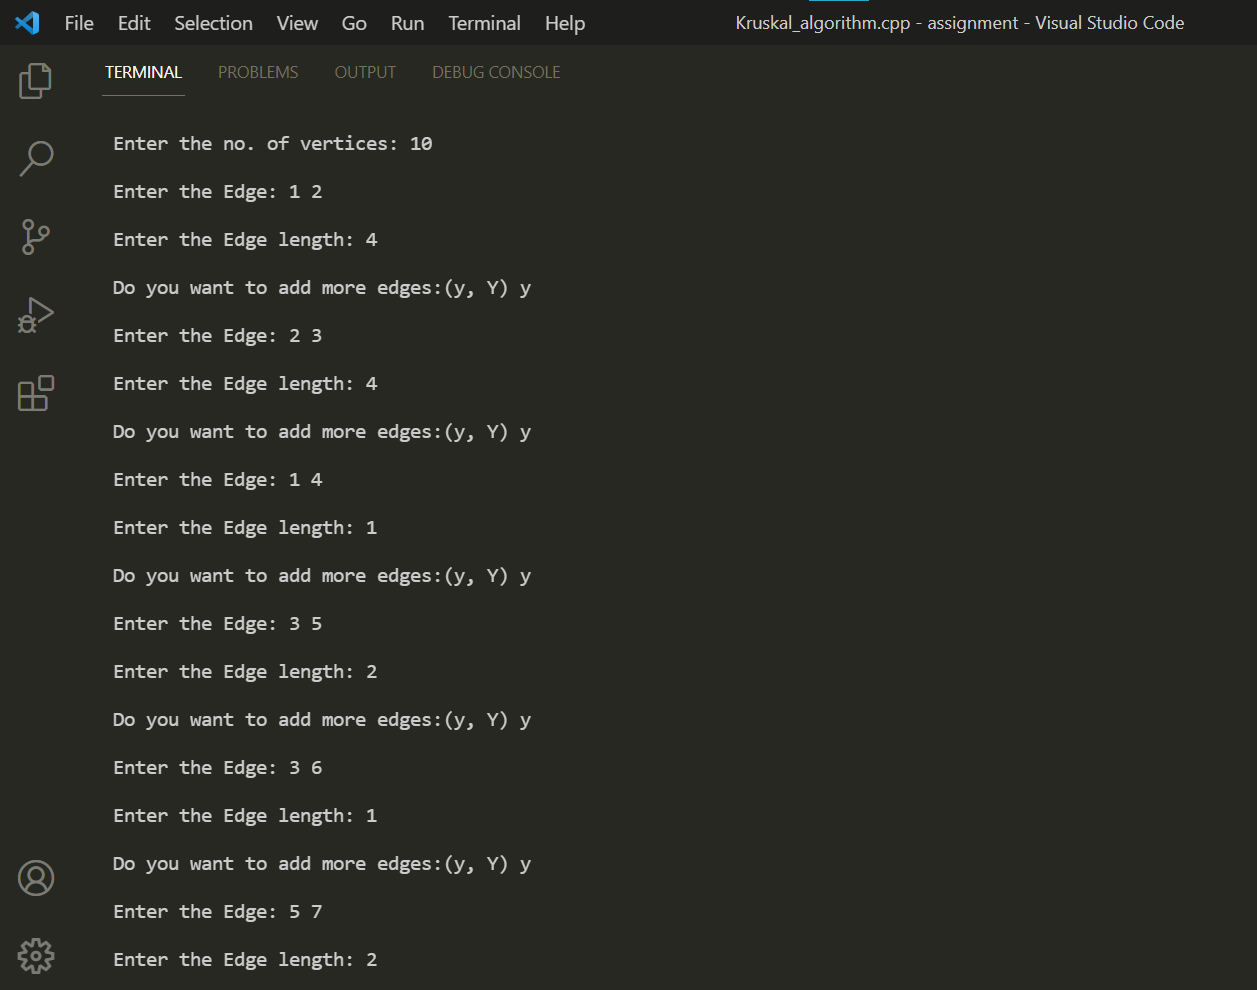 File Edit Selection View Go Run Terminal Help Kruskal_algorithm.cpp - assignment - Visual Studio Code
TERMINAL PROBLEMS OUTPUT DEBUG CONSOLE
Enter the no. of vertices: 10
Enter the Edge: 1 2
Enter the Edge length: 4
Do you want to add more edges:(y, Y) y
Enter the Edge: 2 3
Enter the Edge length: 4
Do you want to add more edges:(y, Y) y
Enter the Edge: 1 4
Enter the Edge length: 1
Do you want to add more edges:(y, Y) y
Enter the Edge: 3 5
Enter the Edge length: 2
Do you want to add more edges:(y, Y) y
Enter the Edge: 3 6
Enter the Edge length: 1
Do you want to add more edges:(y, Y) y
Enter the Edge: 5 7
Enter the Edge length: 2